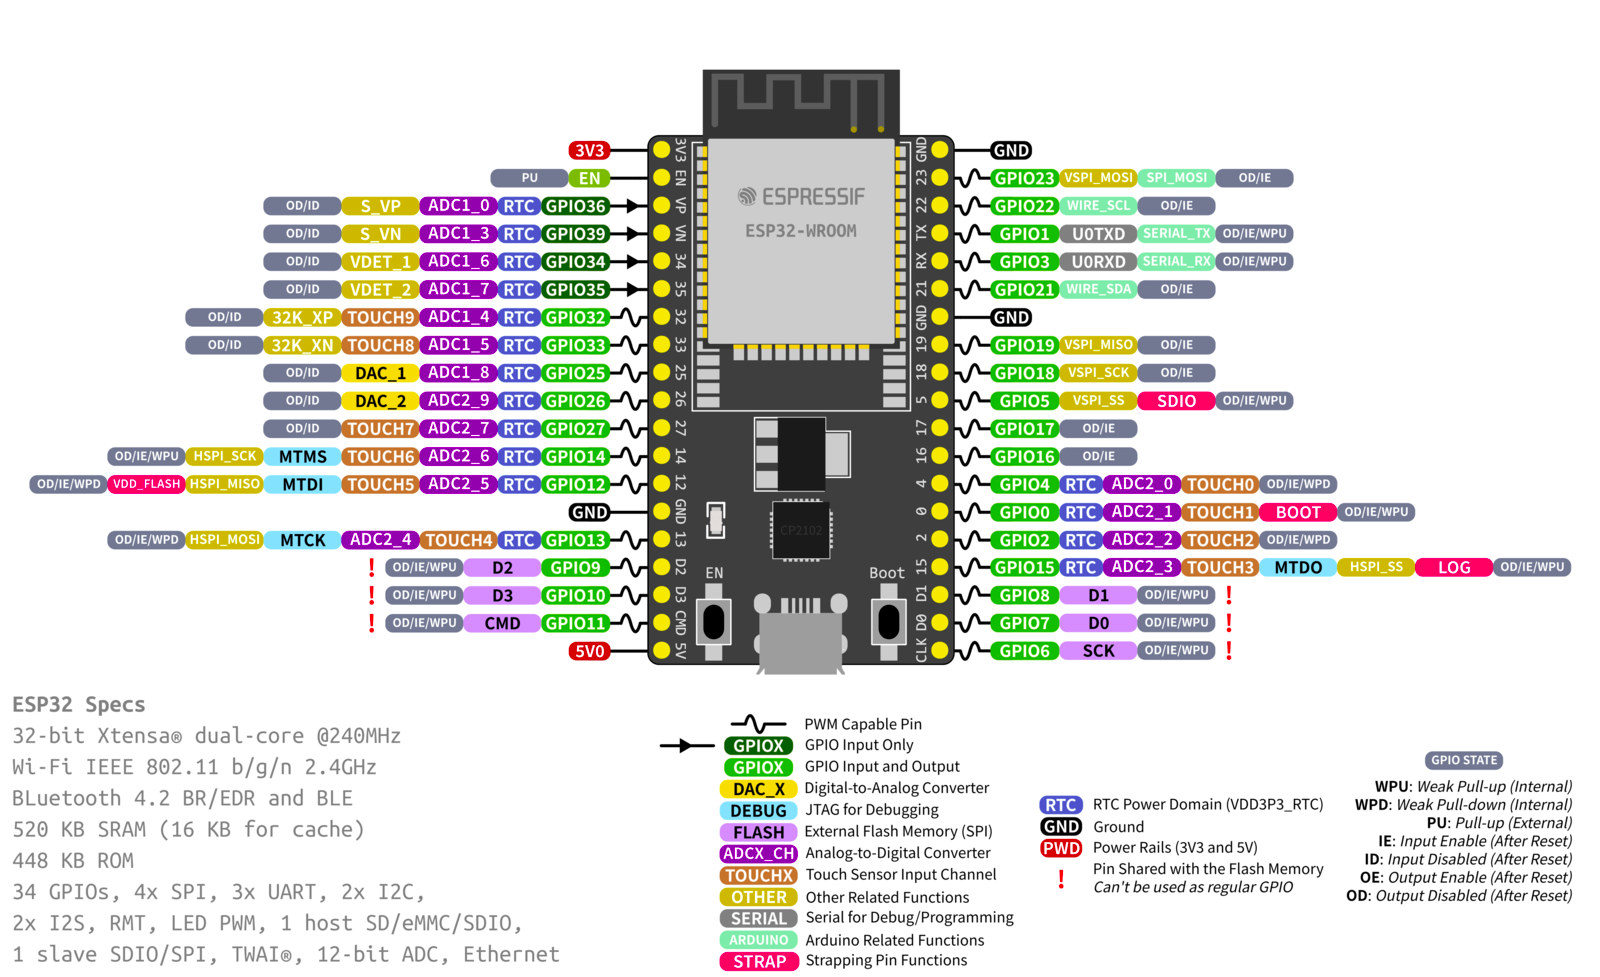 3V3
PU EN
OD/ID S_VP ADC1_0 RTC GPIO36
OD/ID S_VN ADC1_3 RTC GPIO39
OD/ID VDET_1 ADC1_6 RTC GPIO34
OD/ID VDET_2 ADC1_7 RTC GPIO35
OD/ID 32K_XP TOUCH9 ADC1_4 RTC GPIO32
OD/ID 32K_XN TOUCH8 ADC1_5 RTC GPIO33
OD/ID DAC_1 ADC1_8 RTC GPIO25
OD/ID DAC_2 ADC2_9 RTC GPIO26
OD/ID TOUCH7 ADC2_7 RTC GPIO27
OD/IE/WPU HSPI_SCK MTMS TOUCH6 ADC2_6 RTC GPIO14
OD/IE/WPD VDD_FLASH HSPI_MISO MTDI TOUCH5 ADC2_5 RTC GPIO12
GND
OD/IE/WPD HSPI_MOSI MTCK ADC2_4 TOUCH4 RTC GPIO13
! OD/IE/WPU D2 GPIO9
! OD/IE/WPU D3 GPIO10
! OD/IE/WPU CMD GPIO11
5V0
3V3
EN
VP
VN
34
35
32
33
25
26
27
14
12
GND
13
D2
D3
CMD
5V
ESPRESSIF
ESP32-WROOM
CP2102
EN
Boot
GND
23
22
TX
RX
21
GND
19
18
5
17
16
4
0
2
15
D1
D0
CLK
GND
GPIO23 VSPI_MOSI SPI_MOSI OD/IE
GPIO22 WIRE_SCL OD/IE
GPIO1 U0TXD SERIAL_TX OD/IE/WPU
GPIO3 U0RXD SERIAL_RX OD/IE/WPU
GPIO21 WIRE_SDA OD/IE
GND
GPIO19 VSPI_MISO OD/IE
GPIO18 VSPI_SCK OD/IE
GPIO5 VSPI_SS SDIO OD/IE/WPU
GPIO17 OD/IE
GPIO16 OD/IE
GPIO4 RTC ADC2_0 TOUCH0 OD/IE/WPD
GPIO0 RTC ADC2_1 TOUCH1 BOOT OD/IE/WPU
GPIO2 RTC ADC2_2 TOUCH2 OD/IE/WPD
GPIO15 RTC ADC2_3 TOUCH3 MTDO HSPI_SS LOG OD/IE/WPU
GPIO8 D1 OD/IE/WPU !
GPIO7 D0 OD/IE/WPU !
GPIO6 SCK OD/IE/WPU !
ESP32 Specs
32-bit Xtensa® dual-core @240MHz
Wi-Fi IEEE 802.11 b/g/n 2.4GHz
BLuetooth 4.2 BR/EDR and BLE
520 KB SRAM (16 KB for cache)
448 KB ROM
34 GPIOs, 4x SPI, 3x UART, 2x I2C,
2x I2S, RMT, LED PWM, 1 host SD/eMMC/SDIO,
1 slave SDIO/SPI, TWAI®, 12-bit ADC, Ethernet
PWM Capable Pin
GPIOX GPIO Input Only
GPIOX GPIO Input and Output
DAC_X Digital-to-Analog Converter
DEBUG JTAG for Debugging
FLASH External Flash Memory (SPI)
ADCX_CH Analog-to-Digital Converter
TOUCHX Touch Sensor Input Channel
OTHER Other Related Functions
SERIAL Serial for Debug/Programming
ARDUINO Arduino Related Functions
STRAP Strapping Pin Functions
RTC RTC Power Domain (VDD3P3_RTC)
GND Ground
PWD Power Rails (3V3 and 5V)
! Pin Shared with the Flash Memory
Can't be used as regular GPIO
GPIO STATE
WPU: Weak Pull-up (Internal)
WPD: Weak Pull-down (Internal)
PU: Pull-up (External)
IE: Input Enable (After Reset)
ID: Input Disabled (After Reset)
OE: Output Enable (After Reset)
OD: Output Disabled (After Reset)